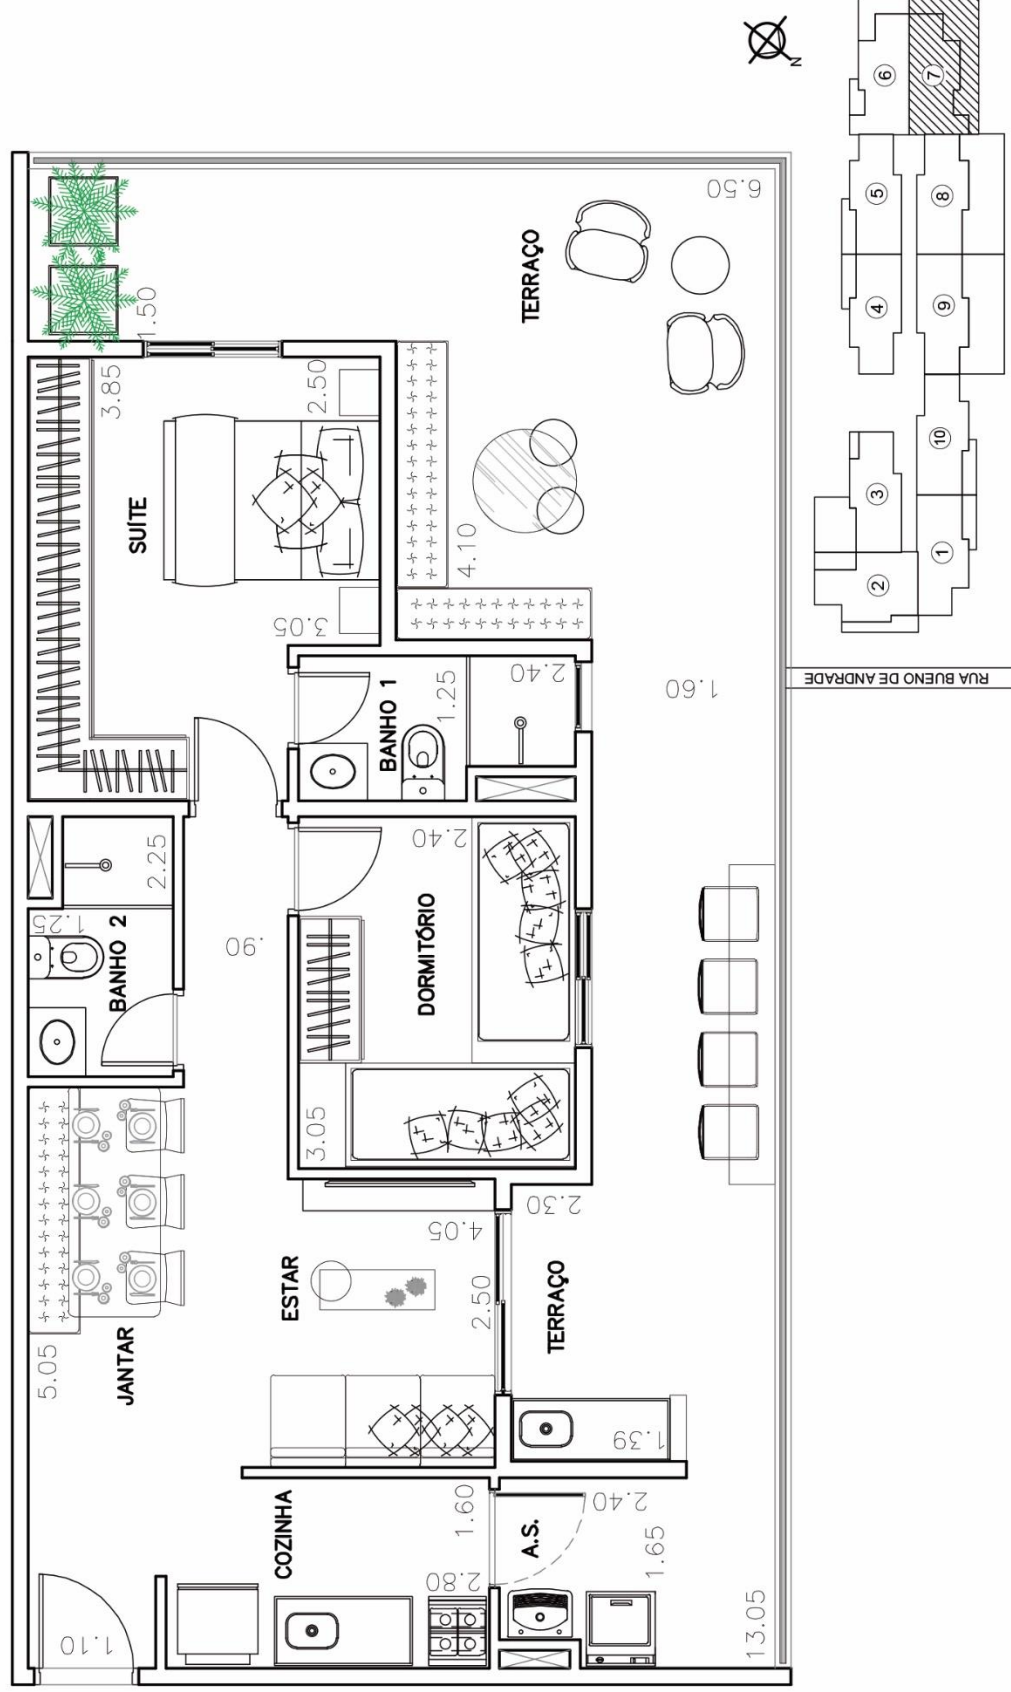 N
6
7
5
8
4
9
3
10
2
1
RUA BUENO DE ANDRADE
6.50
TERRAÇO
1.50
3.85
2.50
SUÍTE
4.10
3.05
2.40
1.60
BANHO 1
1.25
2.25
2.40
1.25
BANHO 2
.90
DORMITÓRIO
3.05
2.30
4.05
ESTAR
2.50
TERRAÇO
JANTAR
5.05
1.39
COZINHA
1.60
2.40
A.S.
1.65
2.80
1.10
13.05